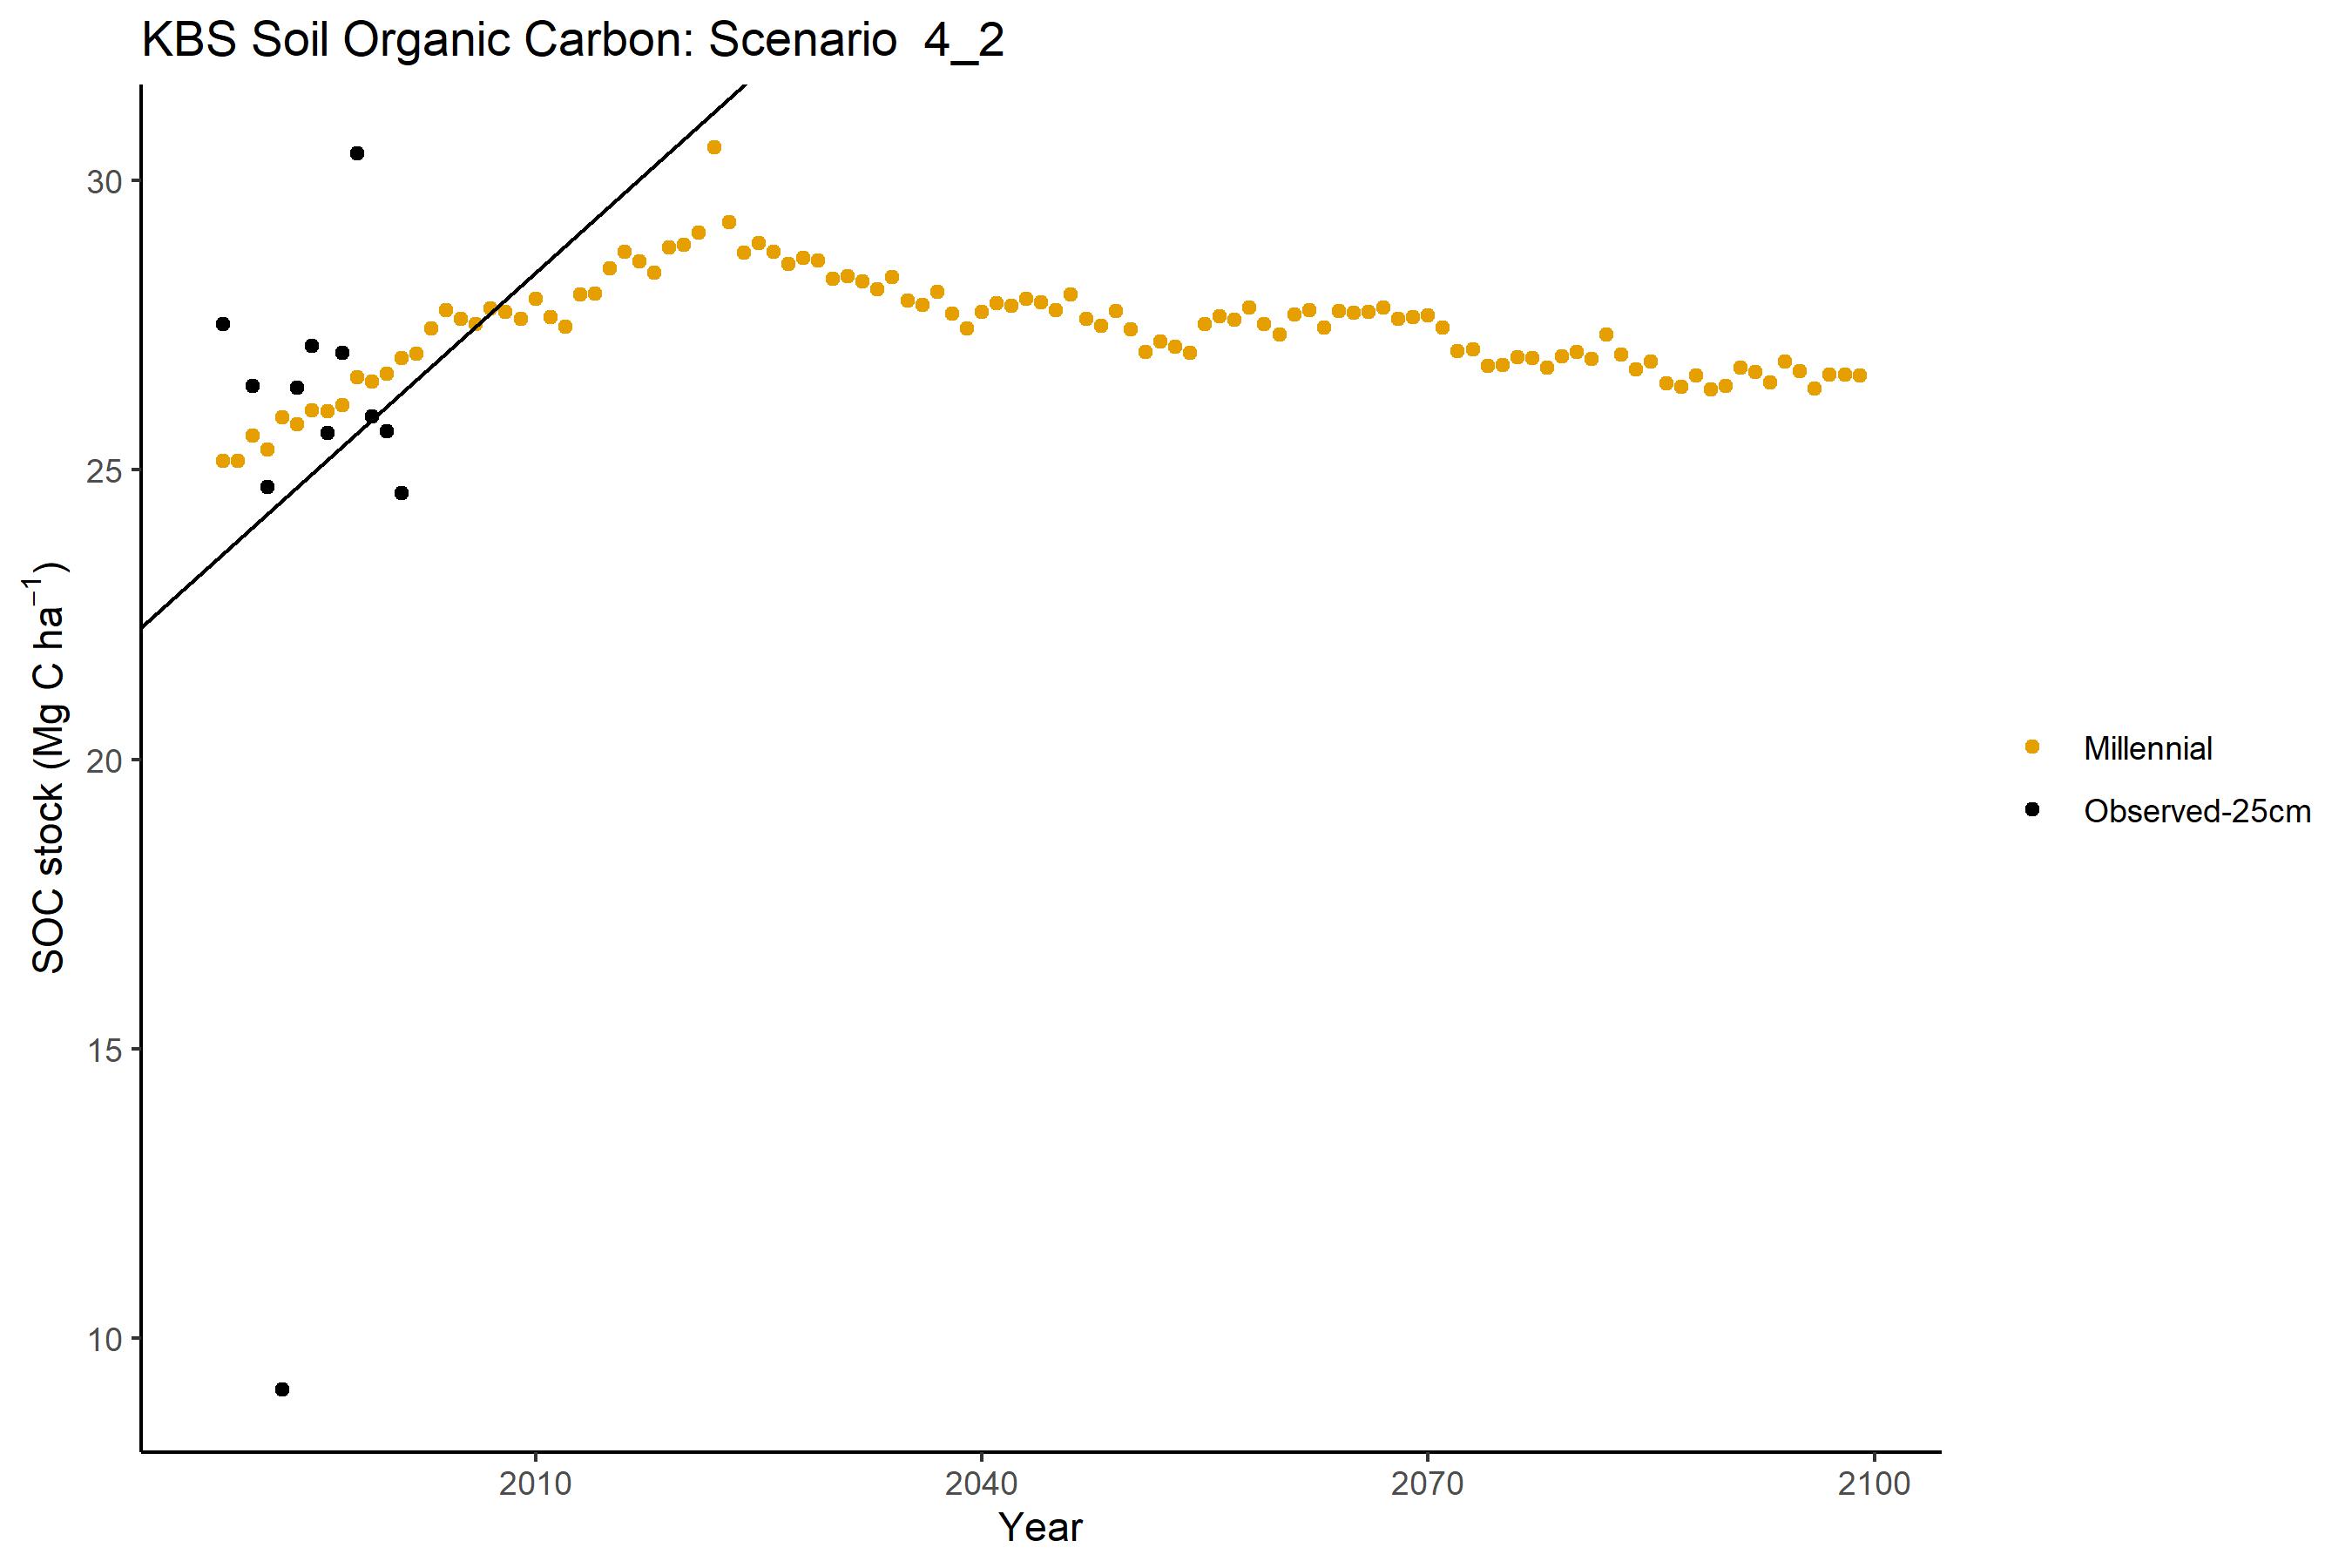 KBS Soil Organic Carbon: Scenario  4_2
SOC stock (Mg C ha⁻¹)
30
25
20
15
10
2010
2040
2070
2100
Year
Millennial
Observed-25cm